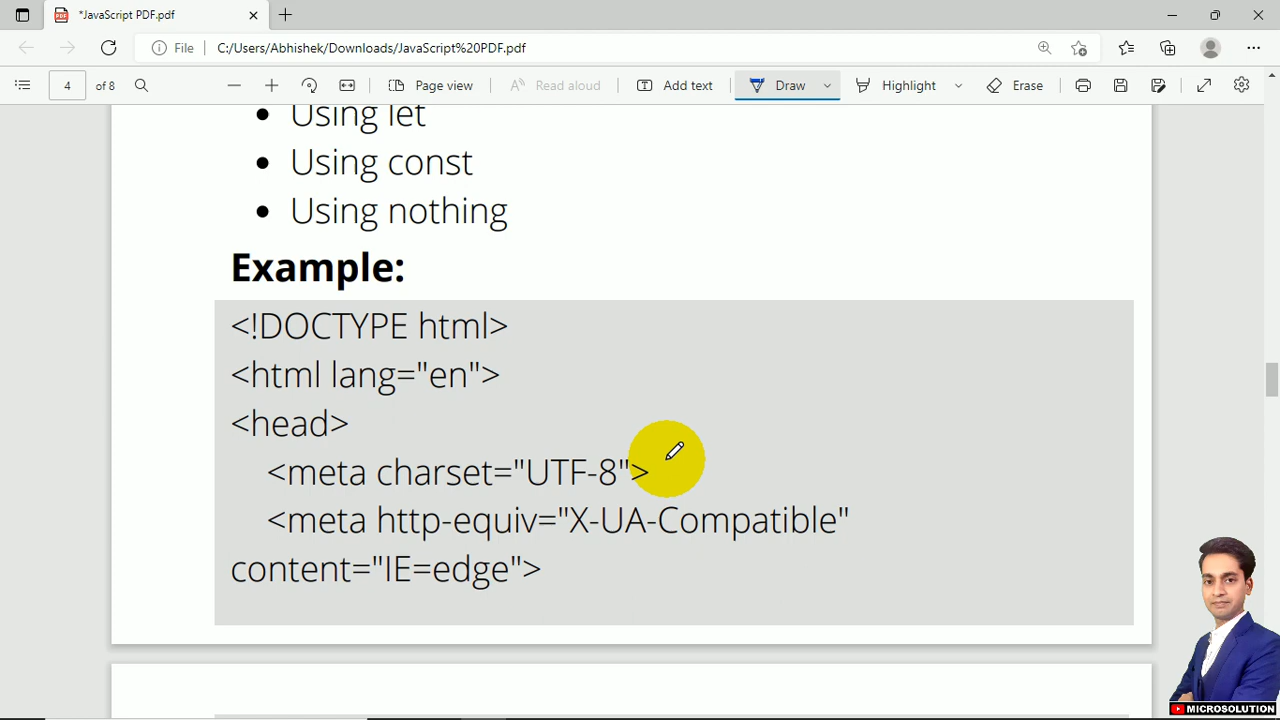 *JavaScript PDF.pdf
File
C:/Users/Abhishek/Downloads/JavaScript%20PDF.pdf
4 of 8
Page view
Read aloud
Add text
Draw
Highlight
Erase
• Using let
• Using const
• Using nothing
Example:
<!DOCTYPE html>
<html lang="en">
<head>
<meta charset="UTF-8">
<meta http-equiv="X-UA-Compatible"
content="IE=edge">
MICROSOLUTION